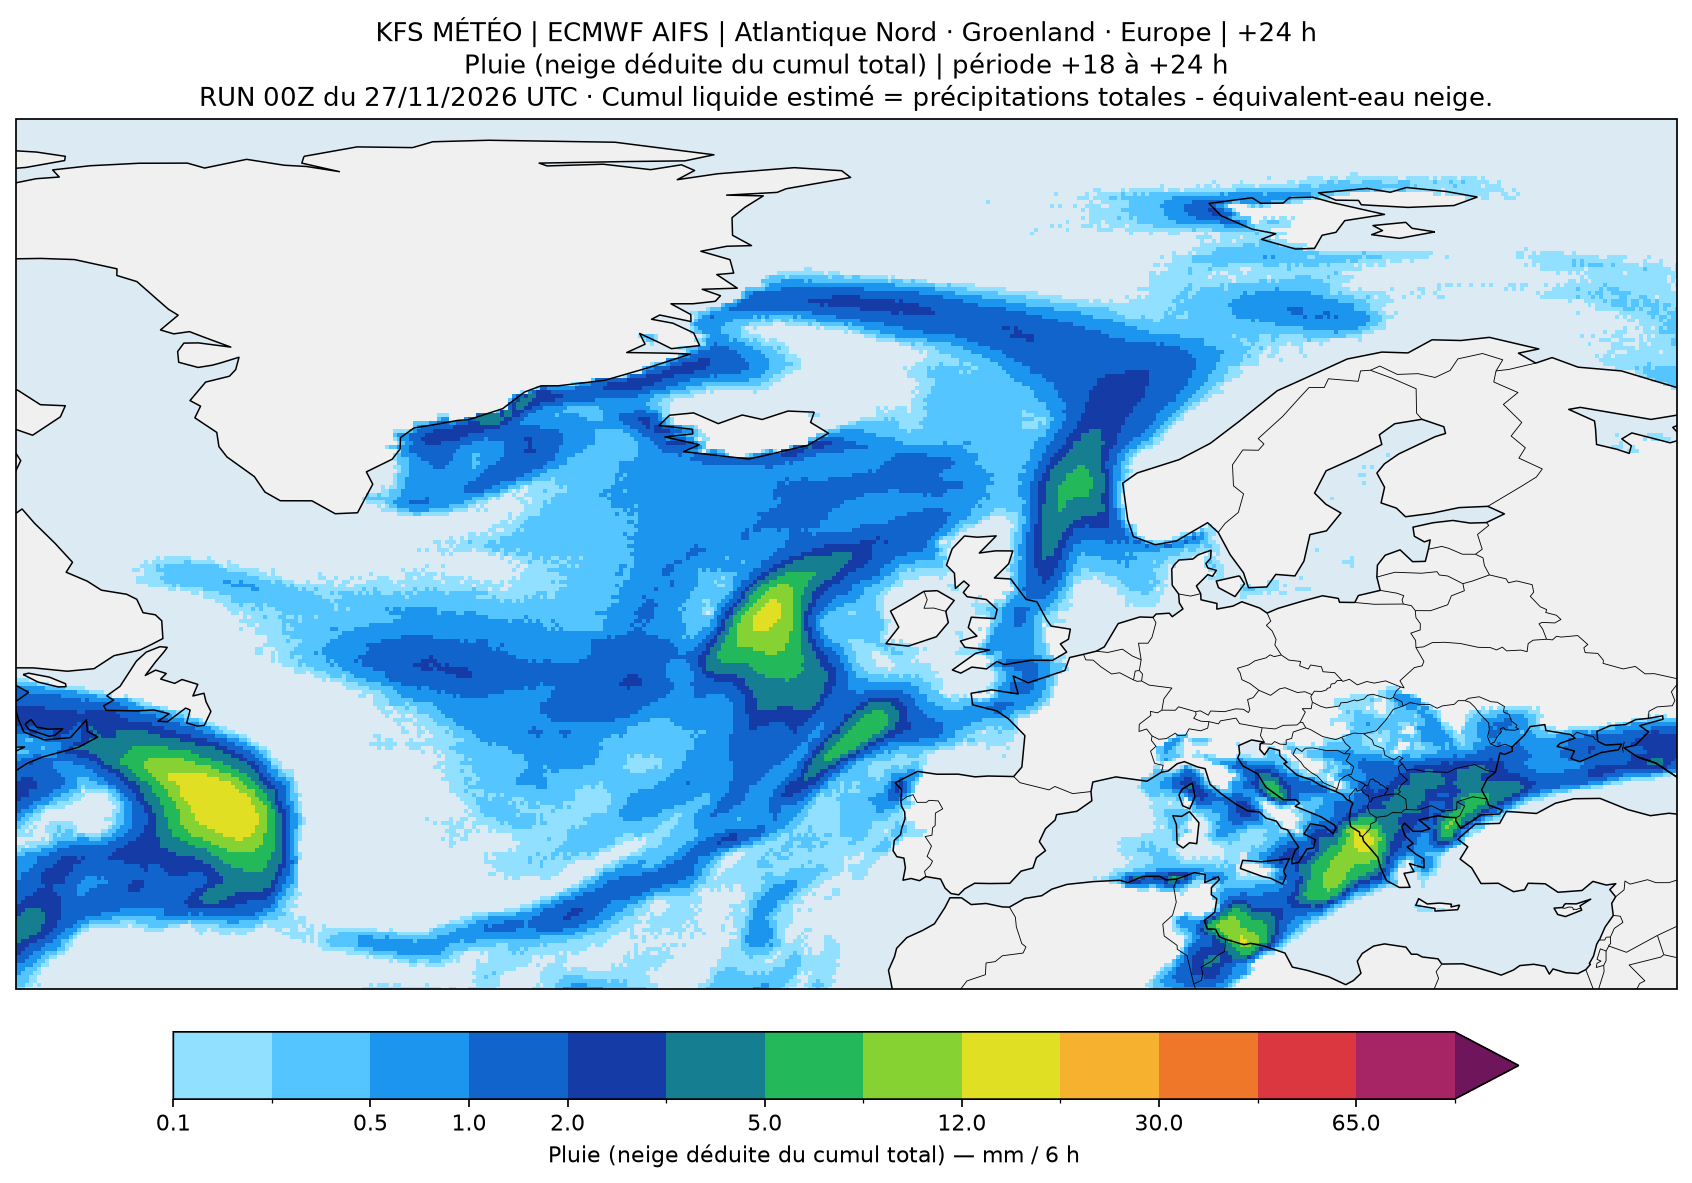 KFS MÉTÉO | ECMWF AIFS | Atlantique Nord · Groenland · Europe | +24 h
Pluie (neige déduite du cumul total) | période +18 à +24 h
RUN 00Z du 27/11/2026 UTC · Cumul liquide estimé = précipitations totales - équivalent-eau neige.
0.1 0.5 1.0 2.0 5.0 12.0 30.0 65.0
Pluie (neige déduite du cumul total) — mm / 6 h